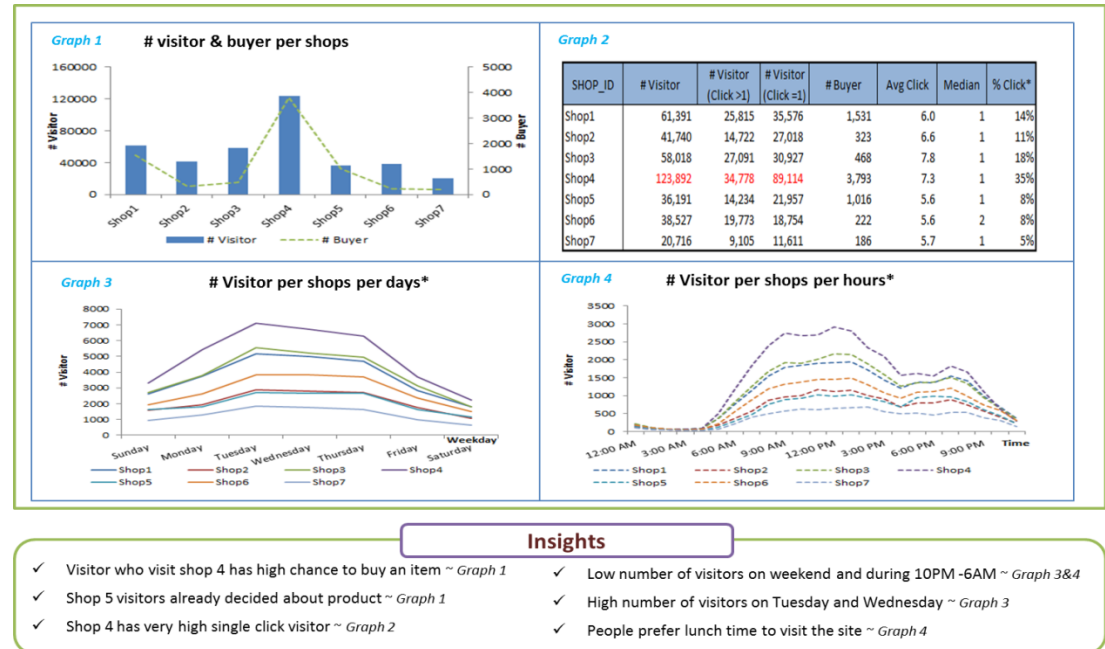 Graph 1 # visitor & buyer per shops
160000
120000
80000
40000
0
# Visitor
5000
4000
3000
2000
1000
0
# Buyer
Shop1 Shop2 Shop3 Shop4 Shop5 Shop6 Shop7
# Visitor # Buyer
Graph 2
SHOP_ID # Visitor # Visitor (Click >1) # Visitor (Click =1) # Buyer Avg Click Median % Click*
Shop1 61,391 25,815 35,576 1,531 6.0 1 14%
Shop2 41,740 14,722 27,018 323 6.6 1 11%
Shop3 58,018 27,091 30,927 468 7.8 1 18%
Shop4 123,892 34,778 89,114 3,793 7.3 1 35%
Shop5 36,191 14,234 21,957 1,016 5.6 1 8%
Shop6 38,527 19,773 18,754 222 5.6 2 8%
Shop7 20,716 9,105 11,611 186 5.7 1 5%
Graph 3 # Visitor per shops per days*
8000
7000
6000
5000
4000
3000
2000
1000
0
# Visitor
Sunday Monday Tuesday Wednesday Thursday Friday Saturday
Weekday
Shop1 Shop2 Shop3 Shop4
Shop5 Shop6 Shop7
Graph 4 # Visitor per shops per hours*
3500
3000
2500
2000
1500
1000
500
0
# Visitor
12:00 AM 3:00 AM 6:00 AM 9:00 AM 12:00 PM 3:00 PM 6:00 PM 9:00 PM
Time
Shop1 Shop2 Shop3 Shop4
Shop5 Shop6 Shop7
Insights
✓ Visitor who visit shop 4 has high chance to buy an item ~ Graph 1
✓ Shop 5 visitors already decided about product ~ Graph 1
✓ Shop 4 has very high single click visitor ~ Graph 2
✓ Low number of visitors on weekend and during 10PM -6AM ~ Graph 3&4
✓ High number of visitors on Tuesday and Wednesday ~ Graph 3
✓ People prefer lunch time to visit the site ~ Graph 4